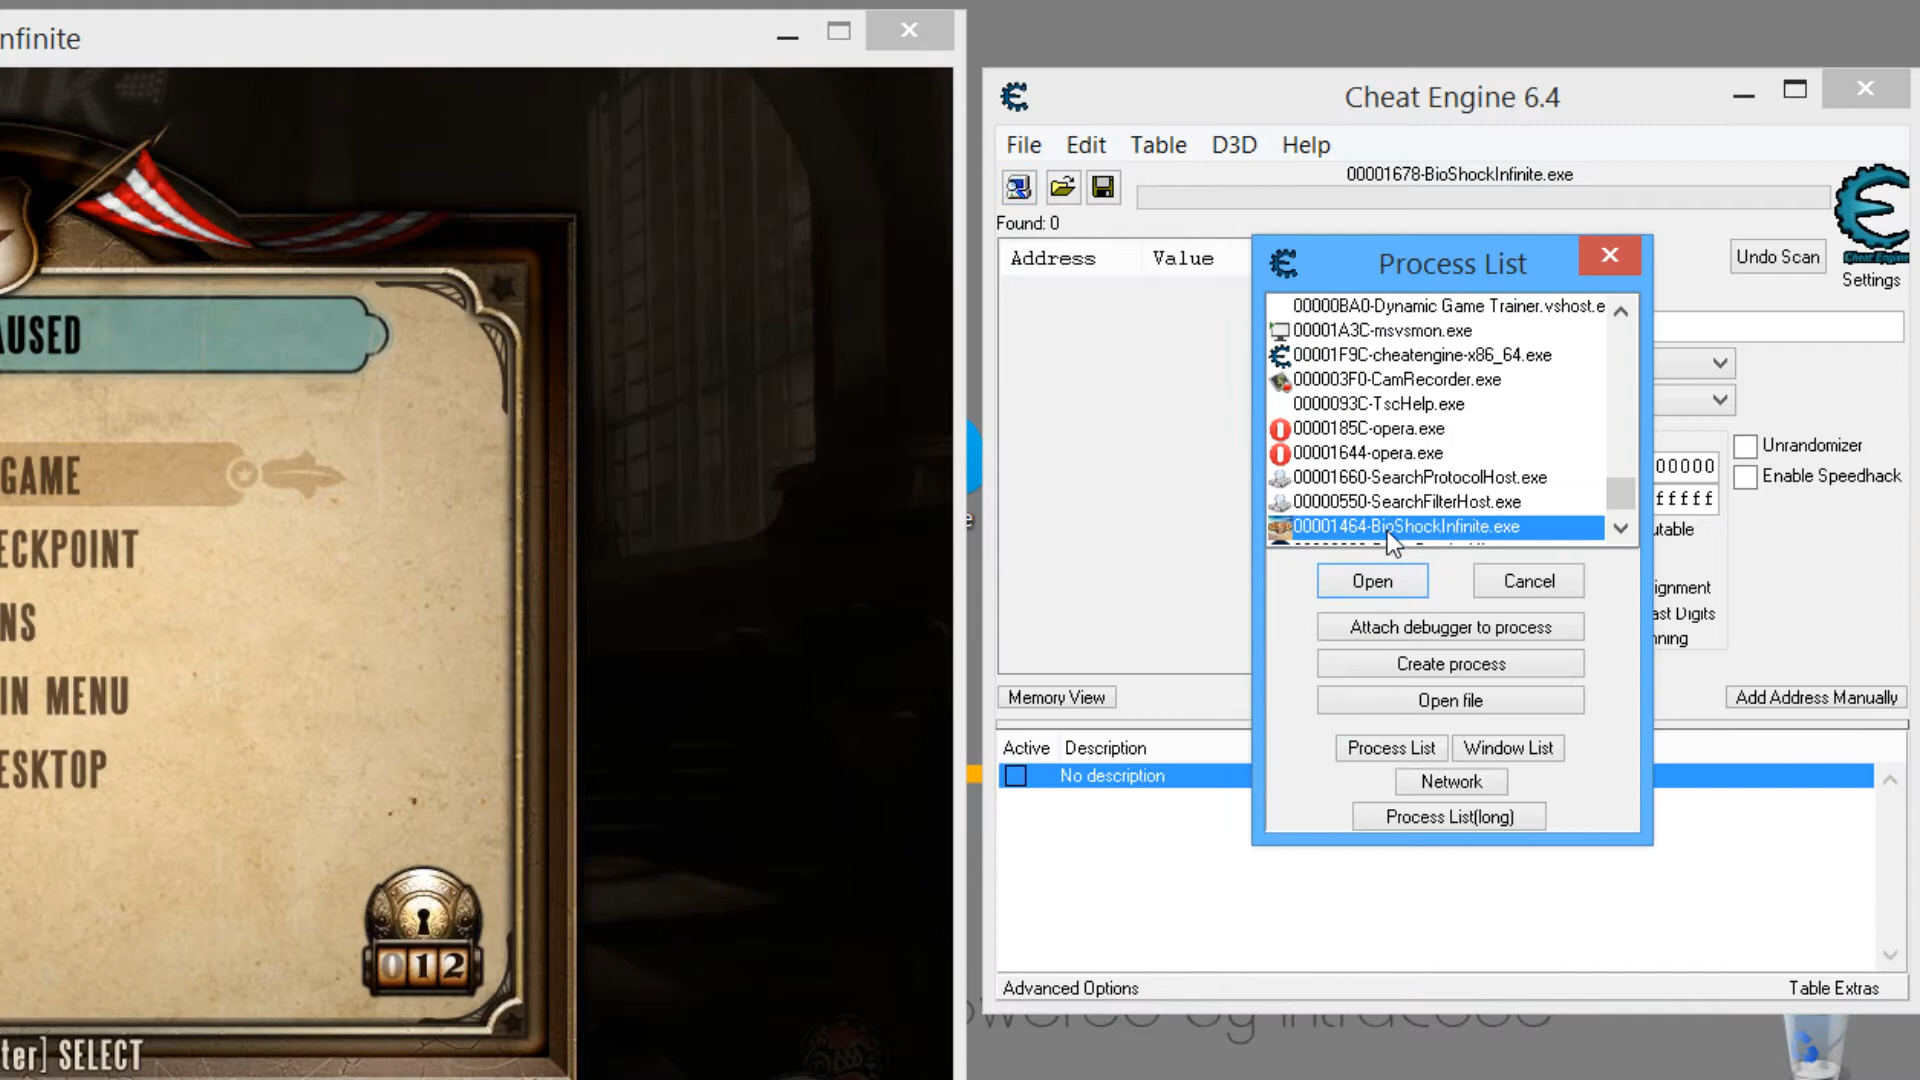 nfinite
AUSED
GAME
ECKPOINT
NS
IN MENU
ESKTOP
012
ter] SELECT
Cheat Engine 6.4
File Edit Table D3D Help
00001678-BioShockInfinite.exe
Found: 0
Address Value
Undo Scan
Cheat Engine
Settings
Process List
00000BA0-Dynamic Game Trainer.vshost.e
00001A3C-msvsmon.exe
00001F9C-cheatengine-x86_64.exe
000003F0-CamRecorder.exe
0000093C-TscHelp.exe
0000185C-opera.exe
00001644-opera.exe
00001660-SearchProtocolHost.exe
00000550-SearchFilterHost.exe
00001464-BioShockInfinite.exe
Open Cancel
Attach debugger to process
Create process
Open file
Process List Window List
Network
Process List(long)
00000
fffff
Unrandomizer
Enable Speedhack
utable
ignment
ast Digits
nning
Memory View
Add Address Manually
Active Description
No description
Advanced Options
Table Extras
e